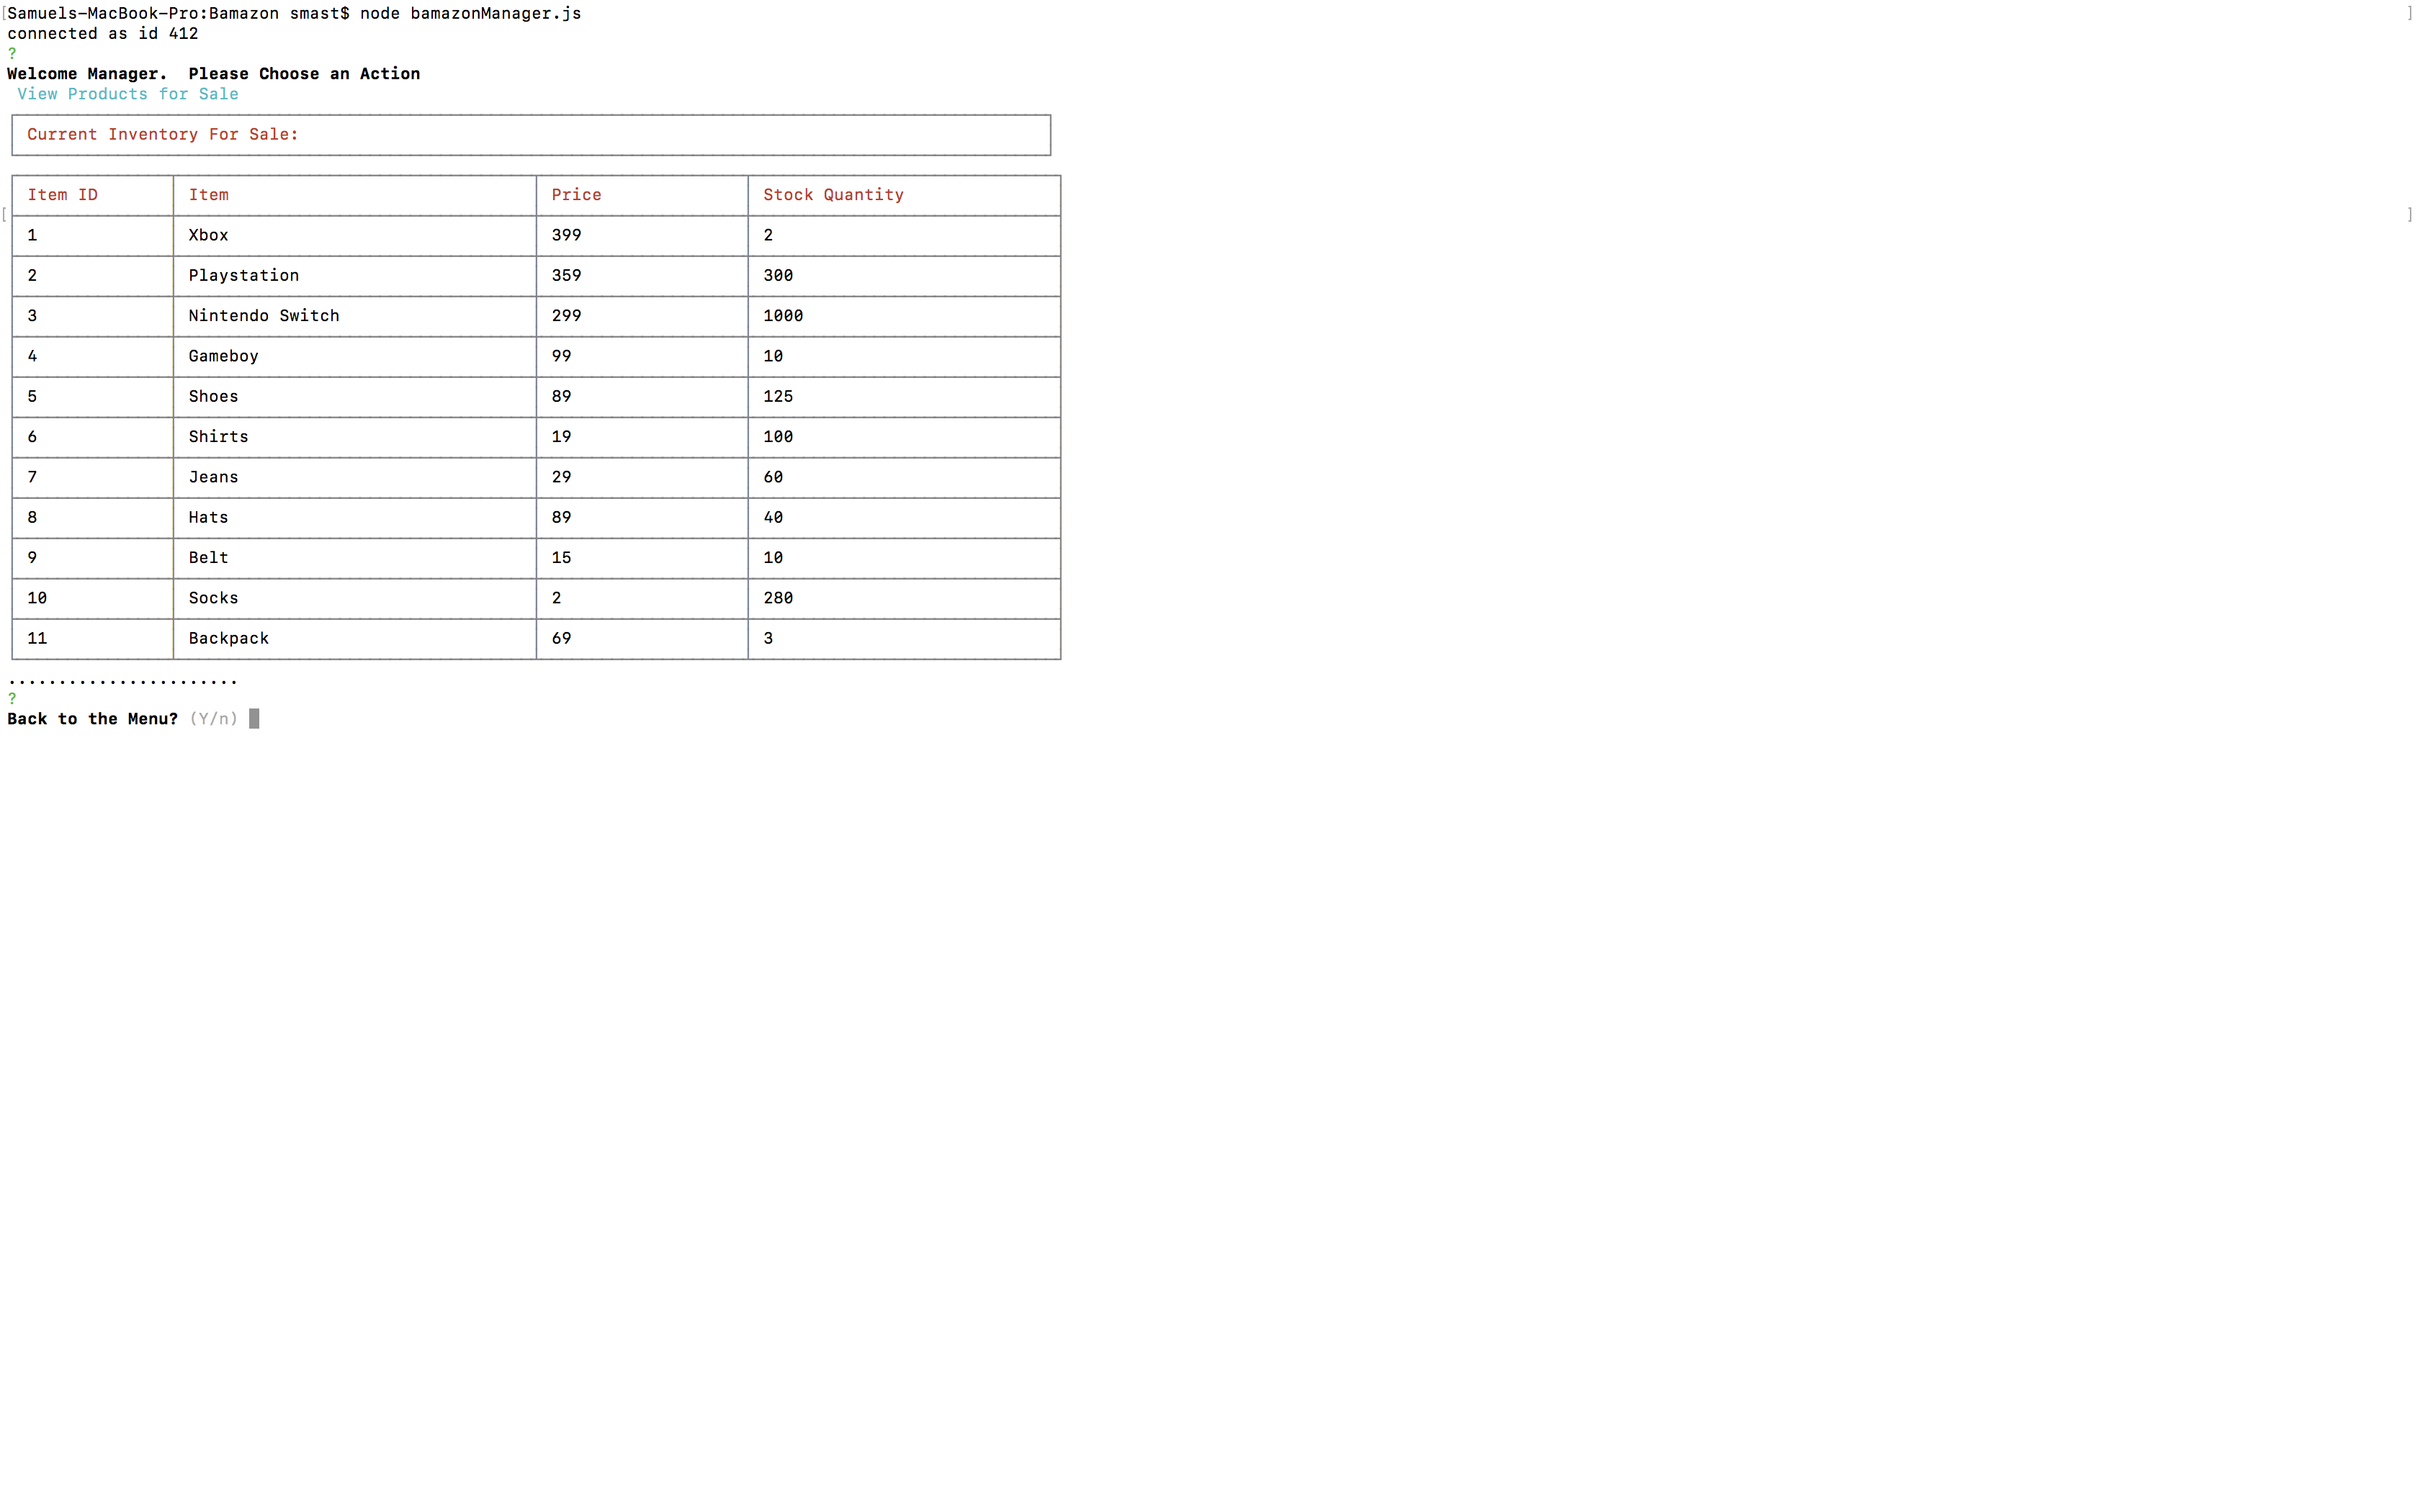 [Samuels-MacBook-Pro:Bamazon smast$ node bamazonManager.js ]
connected as id 412
?
Welcome Manager.  Please Choose an Action
 View Products for Sale
Current Inventory For Sale:
Item ID Item Price Stock Quantity
[ ]
1 Xbox 399 2
2 Playstation 359 300
3 Nintendo Switch 299 1000
4 Gameboy 99 10
5 Shoes 89 125
6 Shirts 19 100
7 Jeans 29 60
8 Hats 89 40
9 Belt 15 10
10 Socks 2 280
11 Backpack 69 3
.......................
?
Back to the Menu? (Y/n)